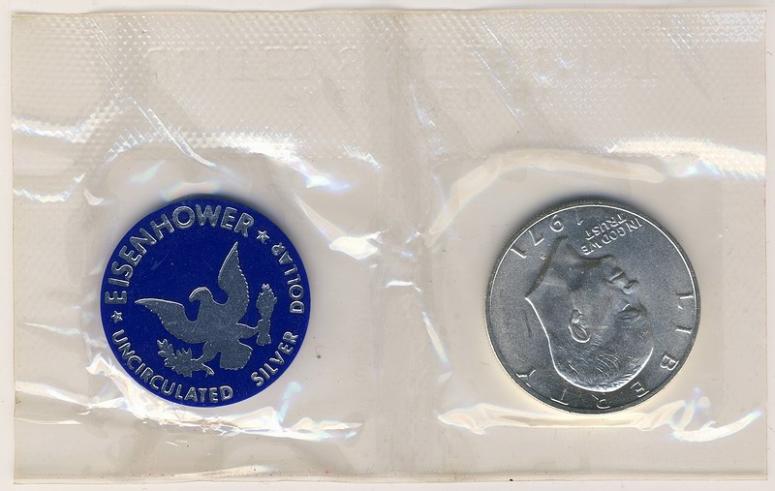 ★ EISENHOWER ★
UNCIRCULATED SILVER DOLLAR
LIBERTY
IN GOD WE
TRUST
1971